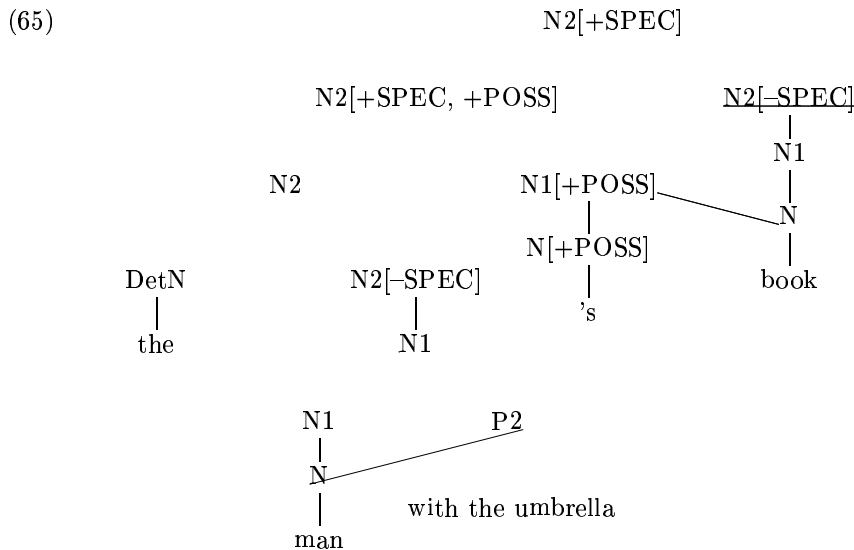 (65) N2[+SPEC]
N2[+SPEC, +POSS] N2[–SPEC]
N1
N2 N1[+POSS]
N
N[+POSS]
DetN N2[–SPEC] book
's
the N1
N1 P2
N
with the umbrella
man